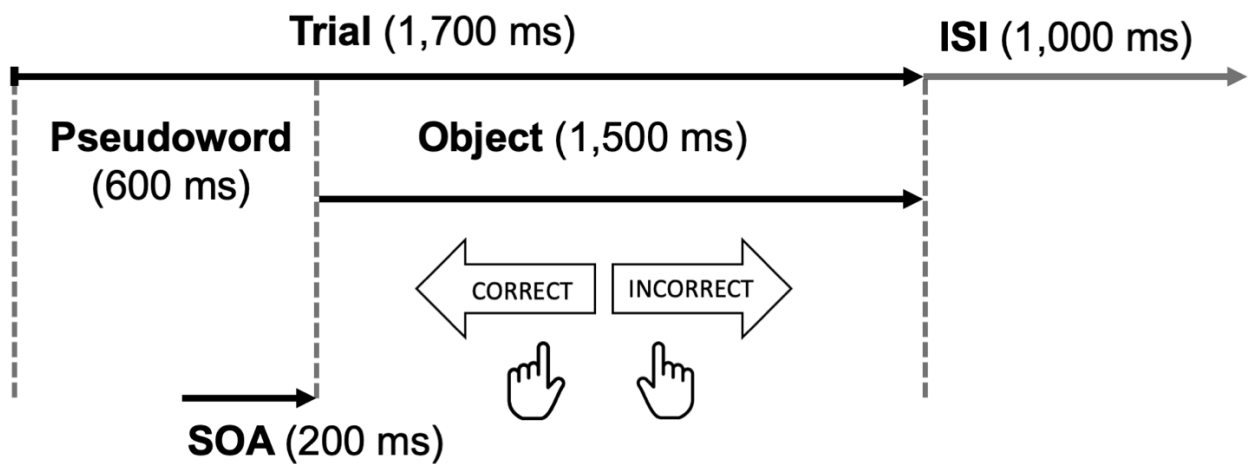 Trial (1,700 ms)
ISI (1,000 ms)
Pseudoword
(600 ms)
Object (1,500 ms)
CORRECT
INCORRECT
SOA (200 ms)